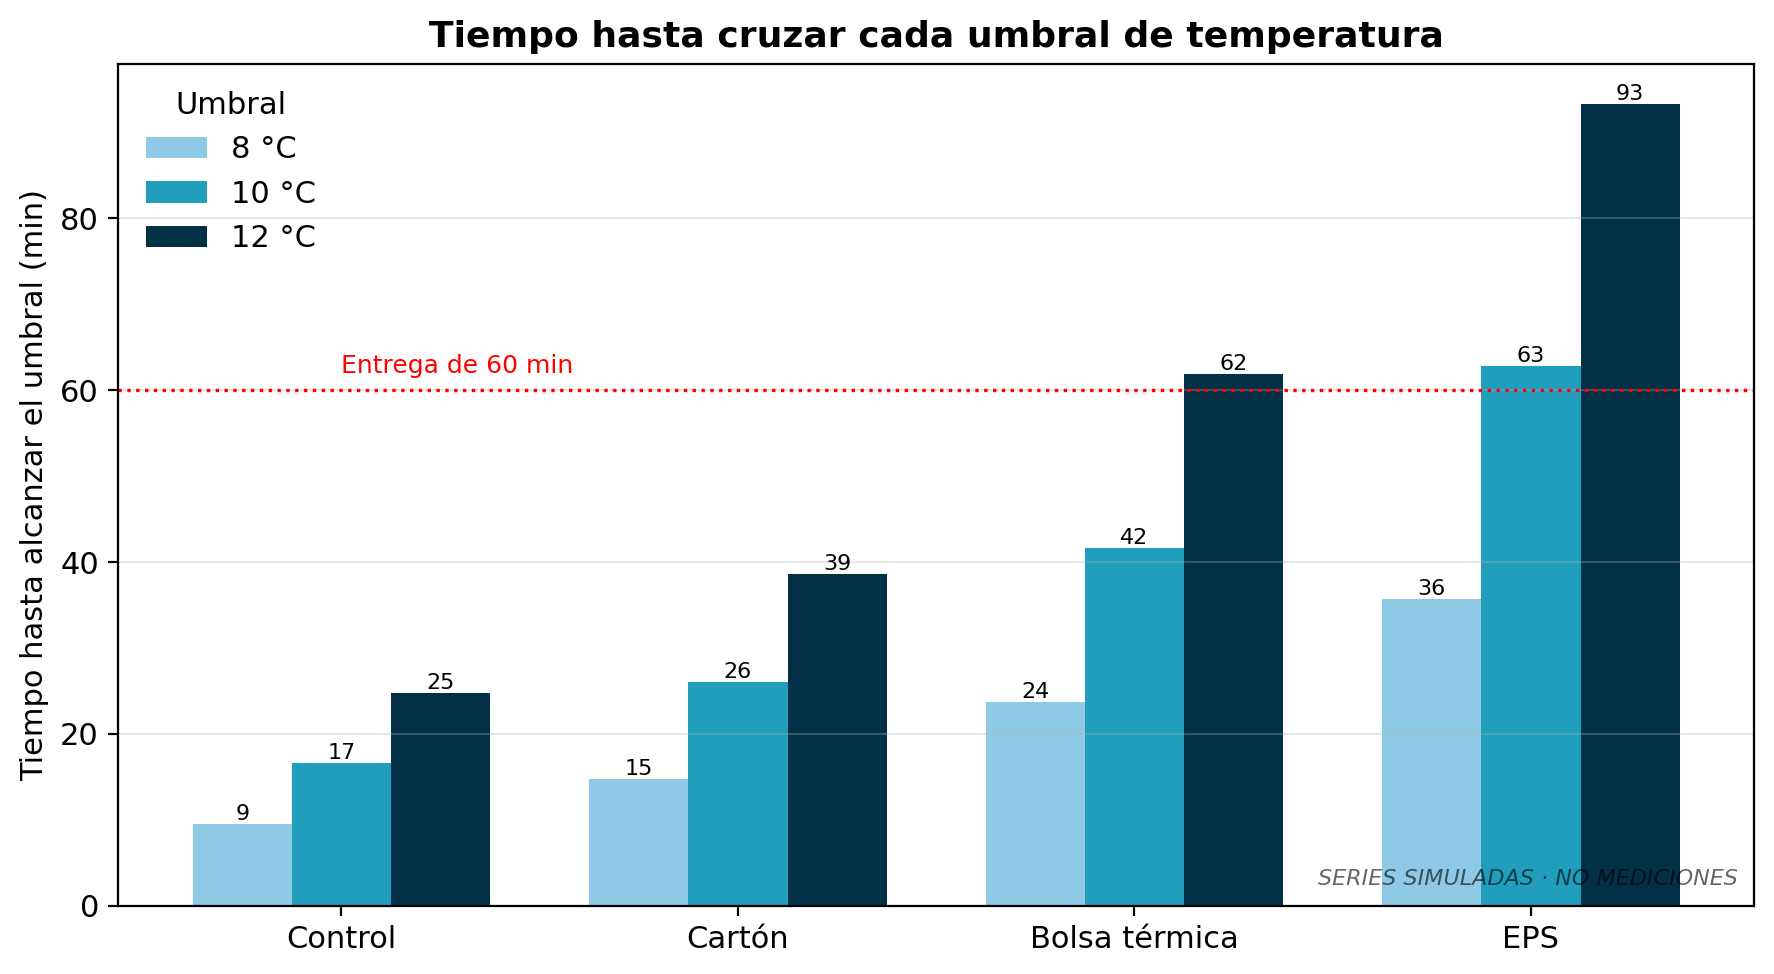 Tiempo hasta cruzar cada umbral de temperatura
Tiempo hasta alcanzar el umbral (min)
Umbral
8 °C
10 °C
12 °C
80
60
40
20
0
Entrega de 60 min
9
17
25
15
26
39
24
42
62
36
63
93
SERIES SIMULADAS · NO MEDICIONES
Control
Cartón
Bolsa térmica
EPS